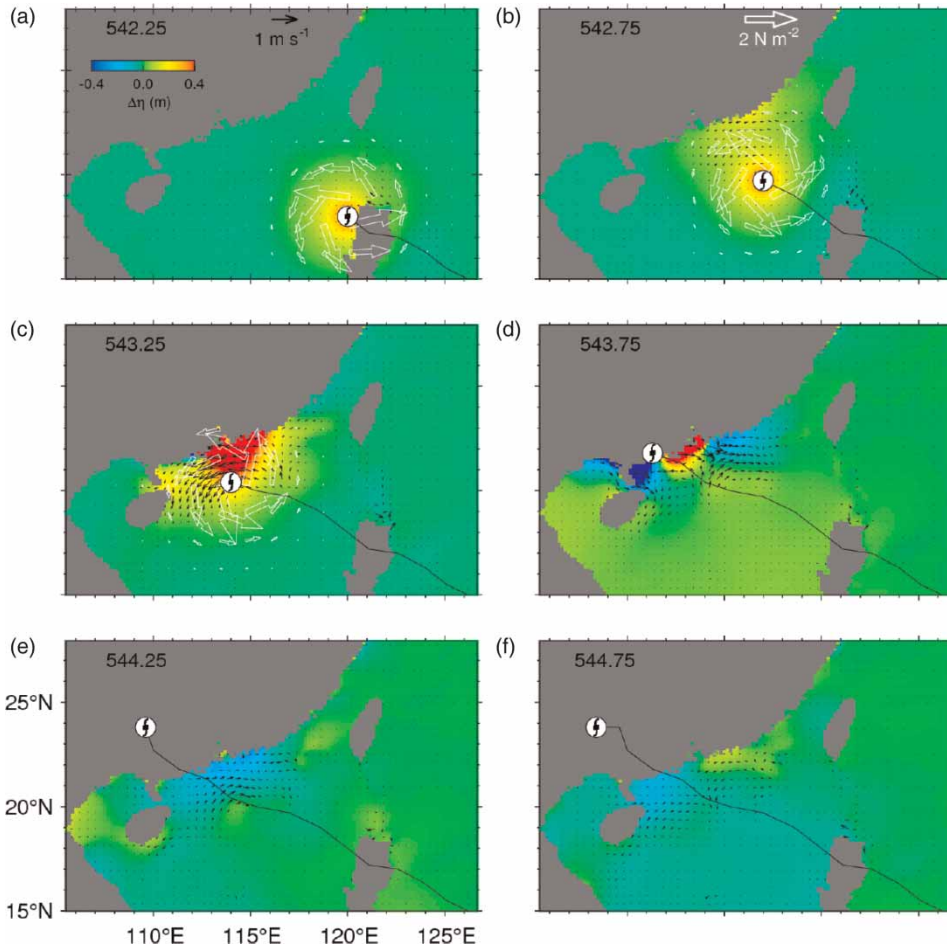 (a)
542.25
1 m s⁻¹
-0.4 0.0 0.4
Δη (m)
(b)
542.75
2 N m⁻²
(c)
543.25
(d)
543.75
(e)
544.25
25°N
20°N
15°N
110°E 115°E 120°E 125°E
(f)
544.75